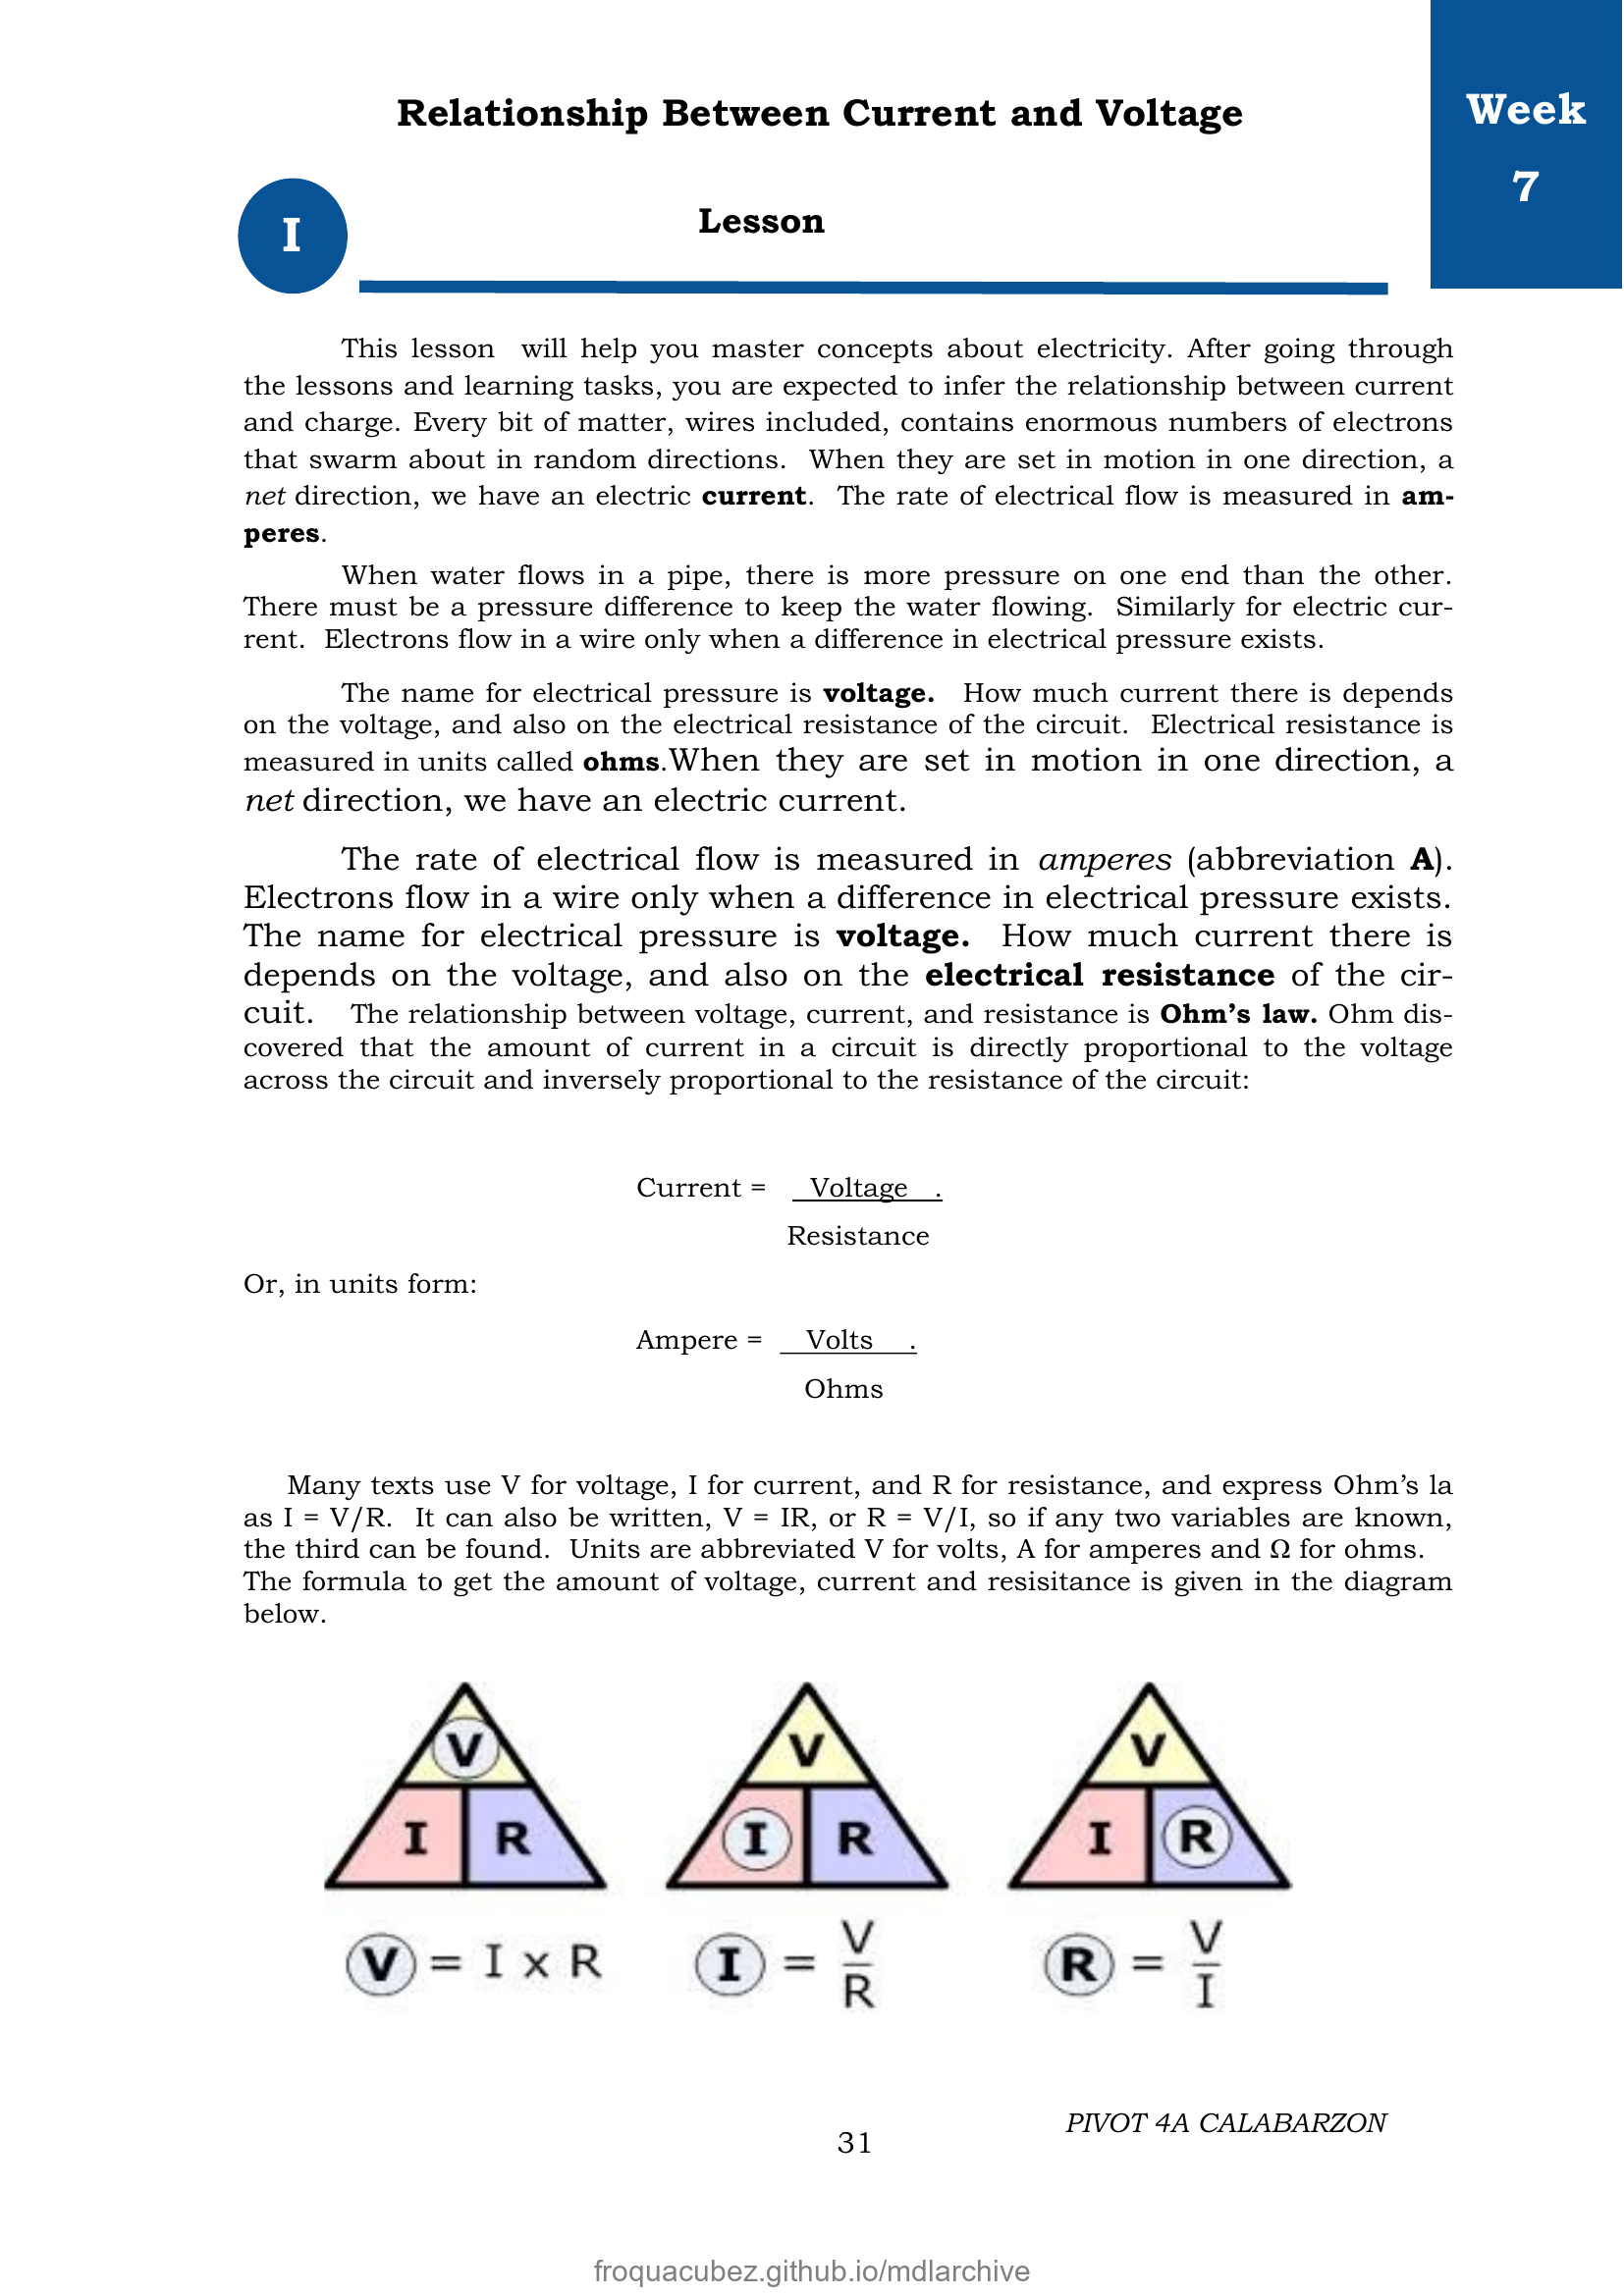 Relationship Between Current and Voltage
Week
7
I
Lesson
This lesson will help you master concepts about electricity. After going through
the lessons and learning tasks, you are expected to infer the relationship between current
and charge. Every bit of matter, wires included, contains enormous numbers of electrons
that swarm about in random directions. When they are set in motion in one direction, a
net direction, we have an electric current. The rate of electrical flow is measured in am-
peres.
When water flows in a pipe, there is more pressure on one end than the other.
There must be a pressure difference to keep the water flowing. Similarly for electric cur-
rent. Electrons flow in a wire only when a difference in electrical pressure exists.
The name for electrical pressure is voltage. How much current there is depends
on the voltage, and also on the electrical resistance of the circuit. Electrical resistance is
measured in units called ohms.When they are set in motion in one direction, a
net direction, we have an electric current.
The rate of electrical flow is measured in amperes (abbreviation A).
Electrons flow in a wire only when a difference in electrical pressure exists.
The name for electrical pressure is voltage. How much current there is
depends on the voltage, and also on the electrical resistance of the cir-
cuit. The relationship between voltage, current, and resistance is Ohm's law. Ohm dis-
covered that the amount of current in a circuit is directly proportional to the voltage
across the circuit and inversely proportional to the resistance of the circuit:
Current = Voltage .
Resistance
Or, in units form:
Ampere = Volts .
Ohms
Many texts use V for voltage, I for current, and R for resistance, and express Ohm's la
as I = V/R. It can also be written, V = IR, or R = V/I, so if any two variables are known,
the third can be found. Units are abbreviated V for volts, A for amperes and Ω for ohms.
The formula to get the amount of voltage, current and resisitance is given in the diagram
below.
V V V
I R I R I R
V = I x R I = V/R R = V/I
PIVOT 4A CALABARZON
31
froquacubez.github.io/mdlarchive